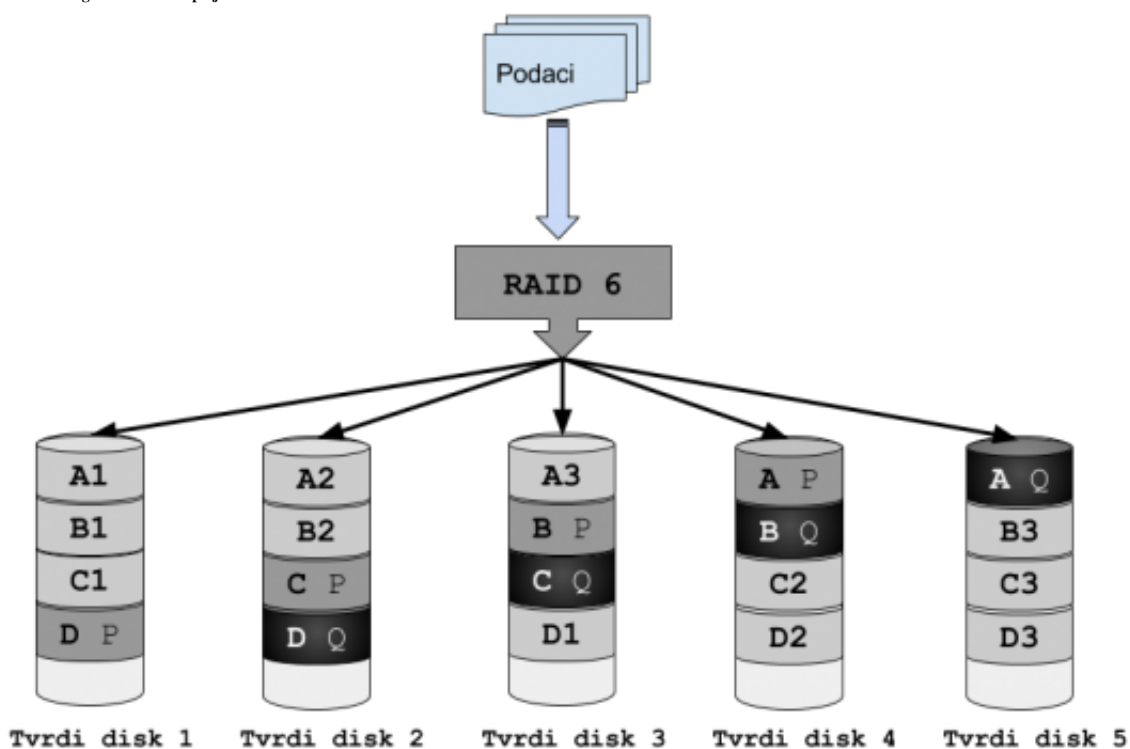 Podaci
RAID 6
A1 A2 A3 A P A Q
B1 B2 B P B Q B3
C1 C P C Q C2 C3
D P D Q D1 D2 D3
Tvrdi disk 1 Tvrdi disk 2 Tvrdi disk 3 Tvrdi disk 4 Tvrdi disk 5